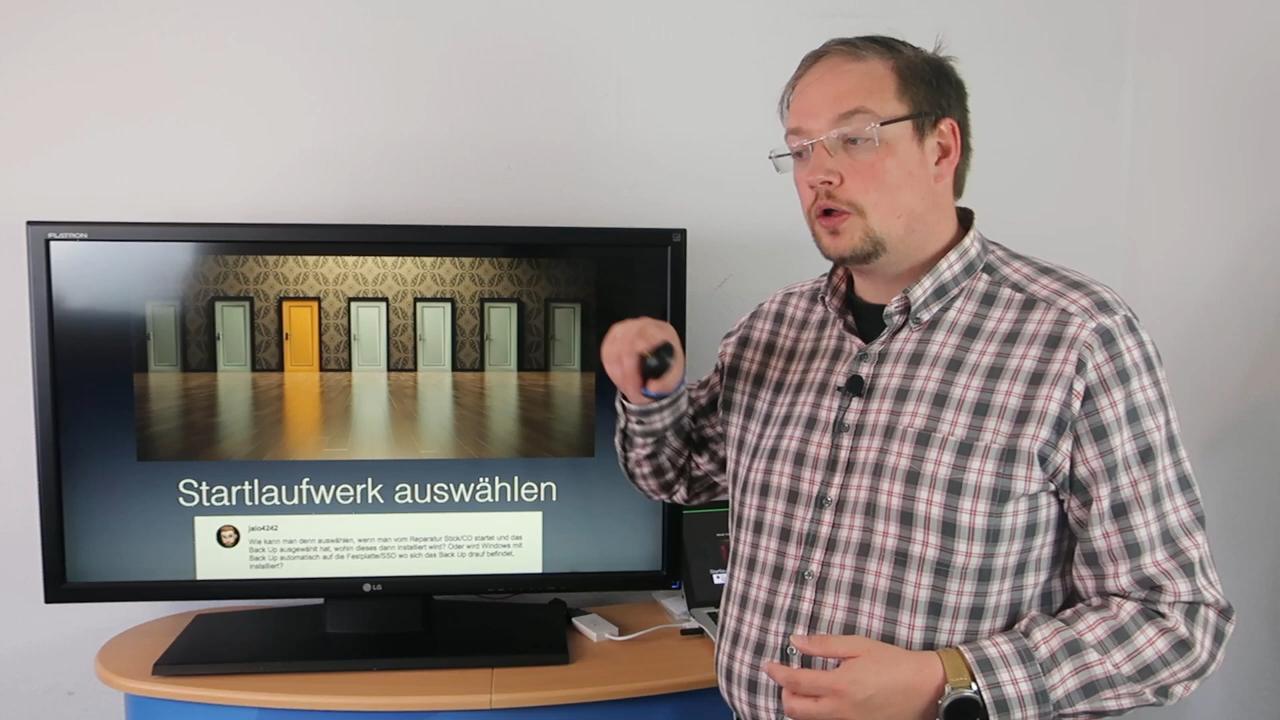 FLATRON
Startlaufwerk auswählen
jalo4242
Wie kann man denn auswählen, wenn man vom Reparatur Stick/CD startet und das
Back Up ausgewählt hat, wohin dieses dann installiert wird? Oder wird Windows mit
Back Up automatisch auf die Festplatte/SSD wo sich das Back Up drauf befindet,
installiert?
LG